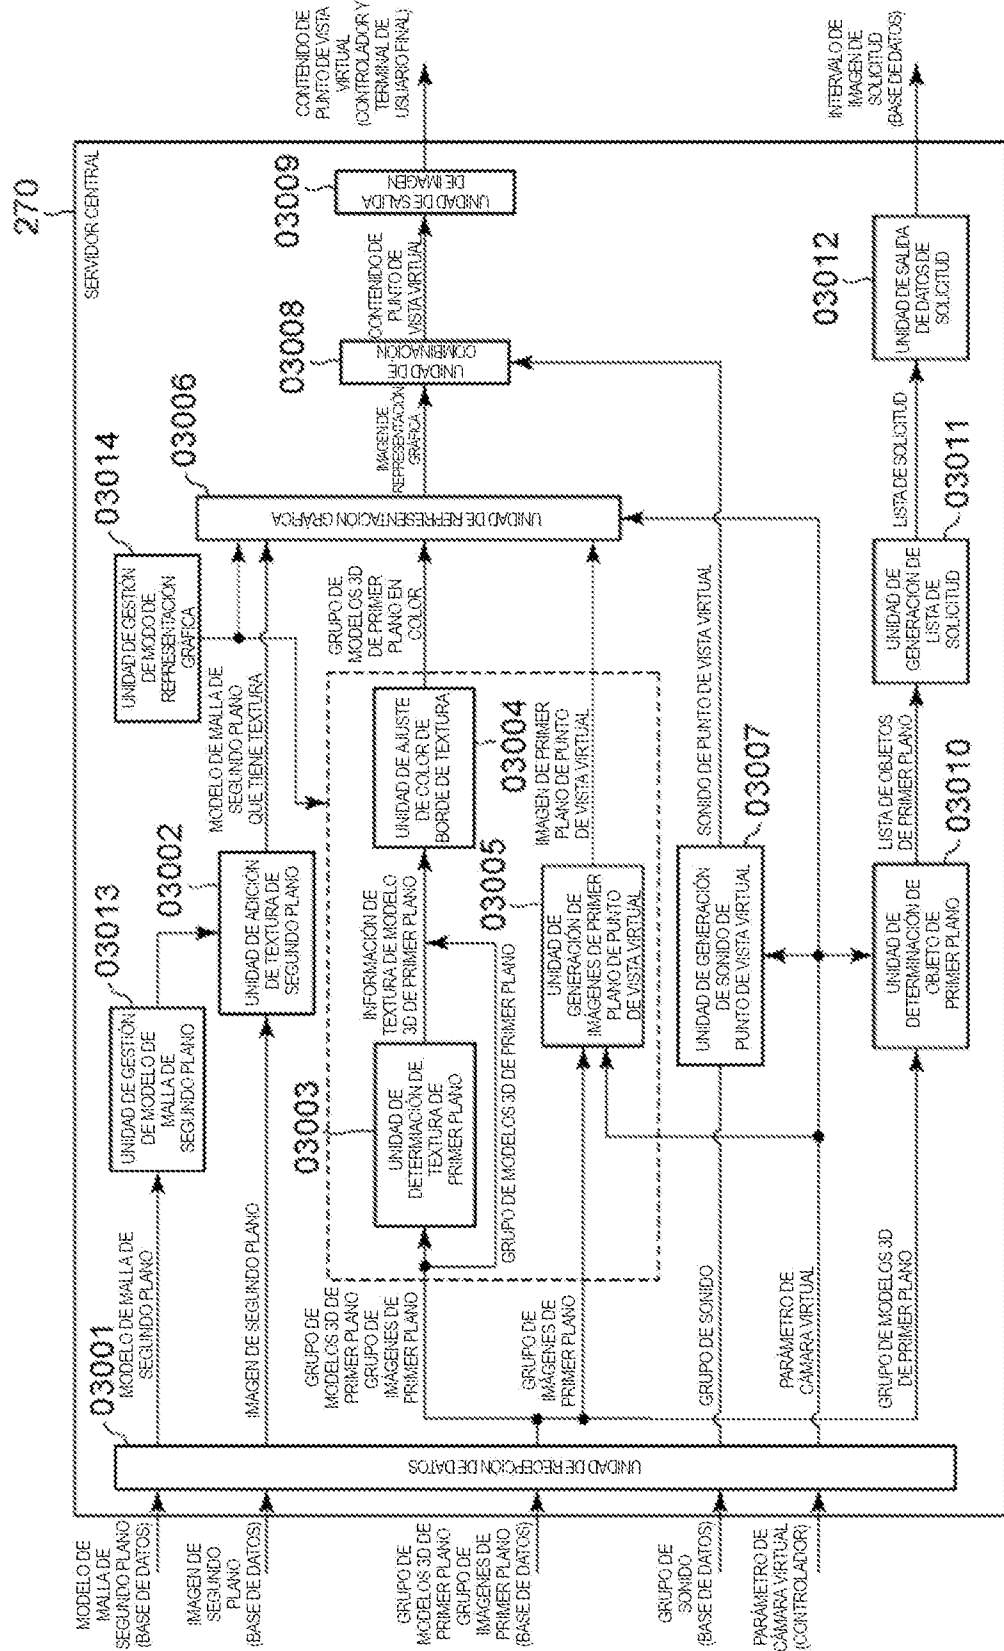 270
SERVIDOR CENTRAL
MODELO DE
MALLA DE
SEGUNDO PLANO
(BASE DE DATOS)
IMAGEN DE
SEGUNDO
PLANO
(BASE DE DATOS)
GRUPO DE
MODELOS 3D DE
PRIMER PLANO
GRUPO DE
IMÁGENES DE
PRIMER PLANO
(BASE DE DATOS)
GRUPO DE
SONIDO
(BASE DE DATOS)
PARÁMETRO DE
CÁMARA VIRTUAL
(CONTROLADOR)
03001
UNIDAD DE RECEPCIÓN DE DATOS
MODELO DE MALLA DE
SEGUNDO PLANO
IMAGEN DE SEGUNDO PLANO
GRUPO DE
MODELOS 3D DE
PRIMER PLANO
GRUPO DE
IMÁGENES DE
PRIMER PLANO
GRUPO DE
IMÁGENES DE
PRIMER PLANO
GRUPO DE SONIDO
PARÁMETRO DE
CÁMARA VIRTUAL
GRUPO DE MODELOS 3D
DE PRIMER PLANO
03013
UNIDAD DE GESTIÓN
DE MODELO DE
MALLA DE
SEGUNDO PLANO
03002
UNIDAD DE ADICIÓN
DE TEXTURA DE
SEGUNDO PLANO
03003
UNIDAD DE
DETERMIACIÓN DE
TEXTURA DE
PRIMER PLANO
INFORMACIÓN DE
TEXTURA DE MODELO
3D DE PRIMER PLANO
GRUPO DE MODELOS 3D DE PRIMER PLANO
03004
UNIDAD DE AJUSTE
DE COLOR DE
BORDE DE TEXTURA
03005
UNIDAD DE
GENERACIÓN DE
IMÁGENES DE PRIMER
PLANO DE PUNTO
DE VISTA VIRTUAL
03007
UNIDAD DE GENERACIÓN
DE SONIDO DE
PUNTO DE VISTA VIRTUAL
03010
UNIDAD DE
DETERMINACIÓN DE
OBJETO DE
PRIMER PLANO
03014
UNIDAD DE GESTIÓN
DE MODO DE
REPRESENTACIÓN
GRÁFICA
MODELO DE MALLA DE
SEGUNDO PLANO
QUE TIENE TEXTURA
GRUPO DE
MODELOS 3D
DE PRIMER
PLANO EN
COLOR
IMAGEN DE PRIMER
PLANO DE PUNTO
DE VISTA VIRTUAL
SONIDO DE PUNTO DE VISTA VIRTUAL
LISTA DE OBJETOS
DE PRIMER PLANO
03006
UNIDAD DE REPRESENTACIÓN GRÁFICA
IMAGEN DE
REPRESENTACIÓN
GRÁFICA
03008
UNIDAD DE
COMBINACIÓN
CONTENIDO DE
PUNTO DE
VISTA VIRTUAL
03009
UNIDAD DE SALIDA
DE IMAGEN
CONTENIDO DE
PUNTO DE VISTA
VIRTUAL
(CONTROLADOR Y
TERMINAL DE
USUARIO FINAL)
03011
UNIDAD DE
GENERACIÓN DE
LISTA DE
SOLICITUD
LISTA DE SOLICITUD
03012
UNIDAD DE SALIDA
DE DATOS DE
SOLICITUD
INTERVALO DE
IMAGEN DE
SOLICITUD
(BASE DE DATOS)